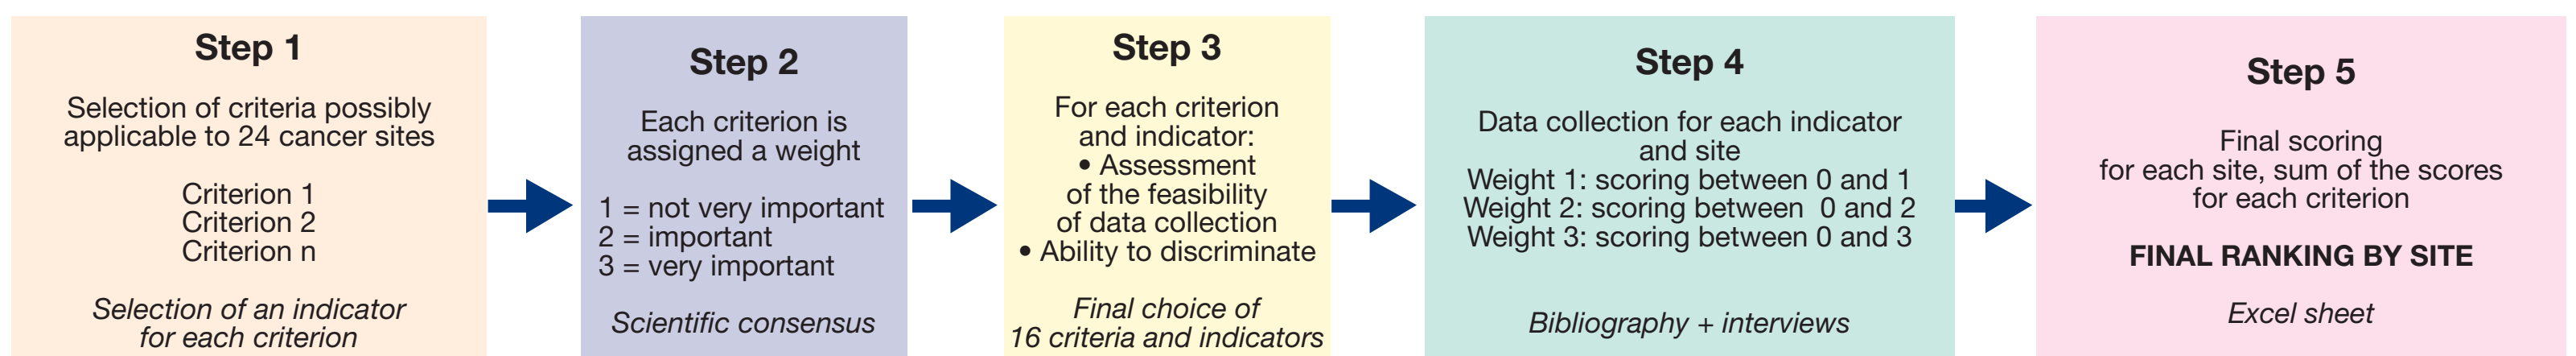 Step 1
Selection of criteria possibly
applicable to 24 cancer sites
Criterion 1
Criterion 2
Criterion n
Selection of an indicator
for each criterion
Step 2
Each criterion is
assigned a weight
1 = not very important
2 = important
3 = very important
Scientific consensus
Step 3
For each criterion
and indicator:
• Assessment
of the feasibility
of data collection
• Ability to discriminate
Final choice of
16 criteria and indicators
Step 4
Data collection for each indicator
and site
Weight 1: scoring between 0 and 1
Weight 2: scoring between  0 and 2
Weight 3: scoring between 0 and 3
Bibliography + interviews
Step 5
Final scoring
for each site, sum of the scores
for each criterion
FINAL RANKING BY SITE
Excel sheet